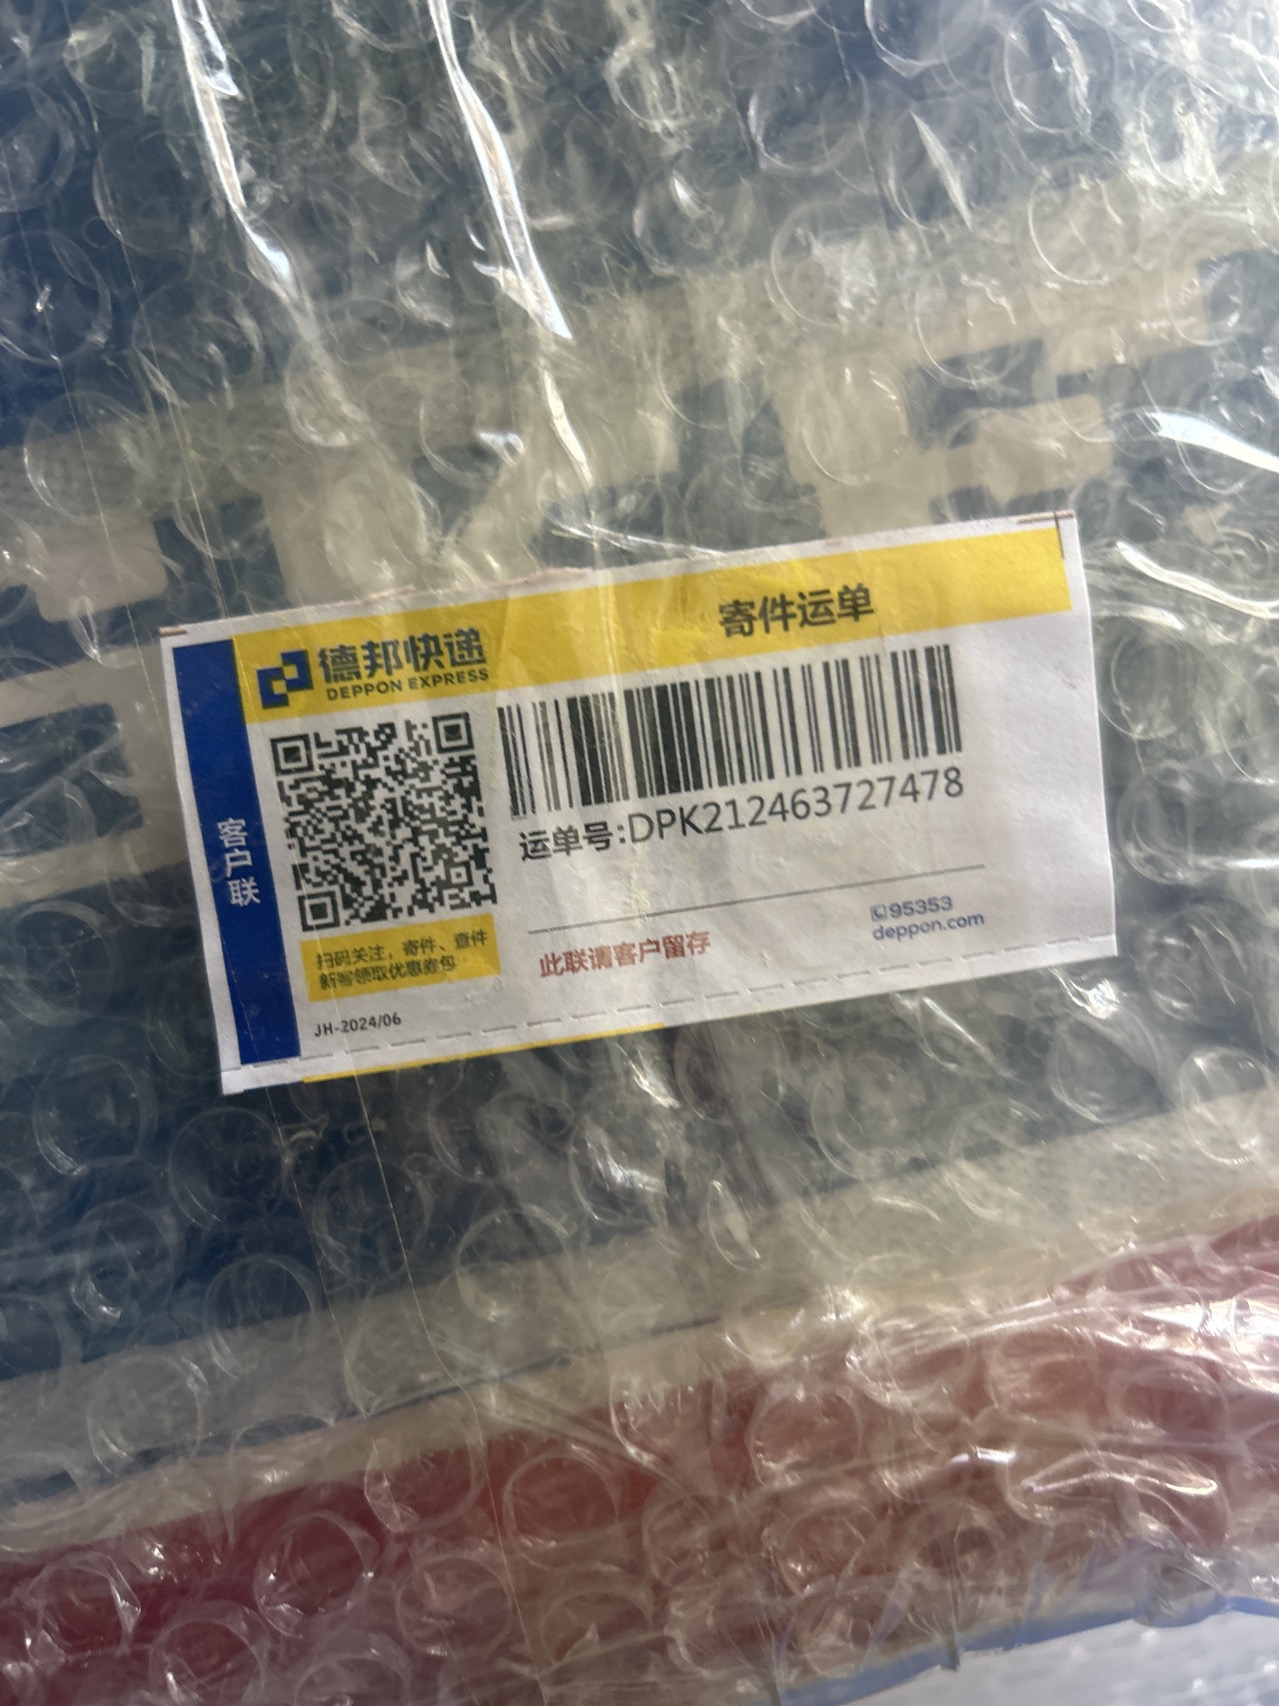 德邦快递
DEPPON EXPRESS
寄件运单
客户联
运单号:DPK212463727478
扫码关注，寄件、查件
新客领取优惠券包
此联请客户留存
95353
deppon.com
JH-2024/06